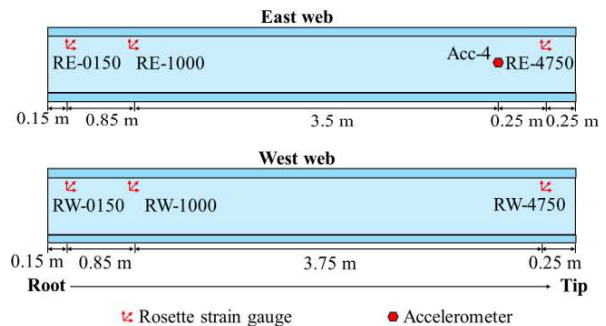 East web
Acc-4
RE-0150 RE-1000 RE-4750
0.15 m 0.85 m 3.5 m 0.25 m 0.25 m
West web
RW-0150 RW-1000 RW-4750
0.15 m 0.85 m 3.75 m 0.25 m
Root Tip
Rosette strain gauge Accelerometer